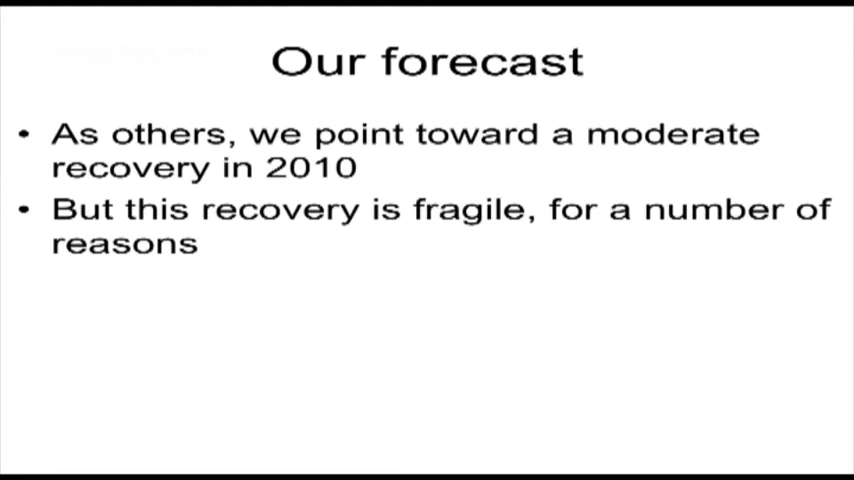 Our forecast
• As others, we point toward a moderate
recovery in 2010
• But this recovery is fragile, for a number of
reasons